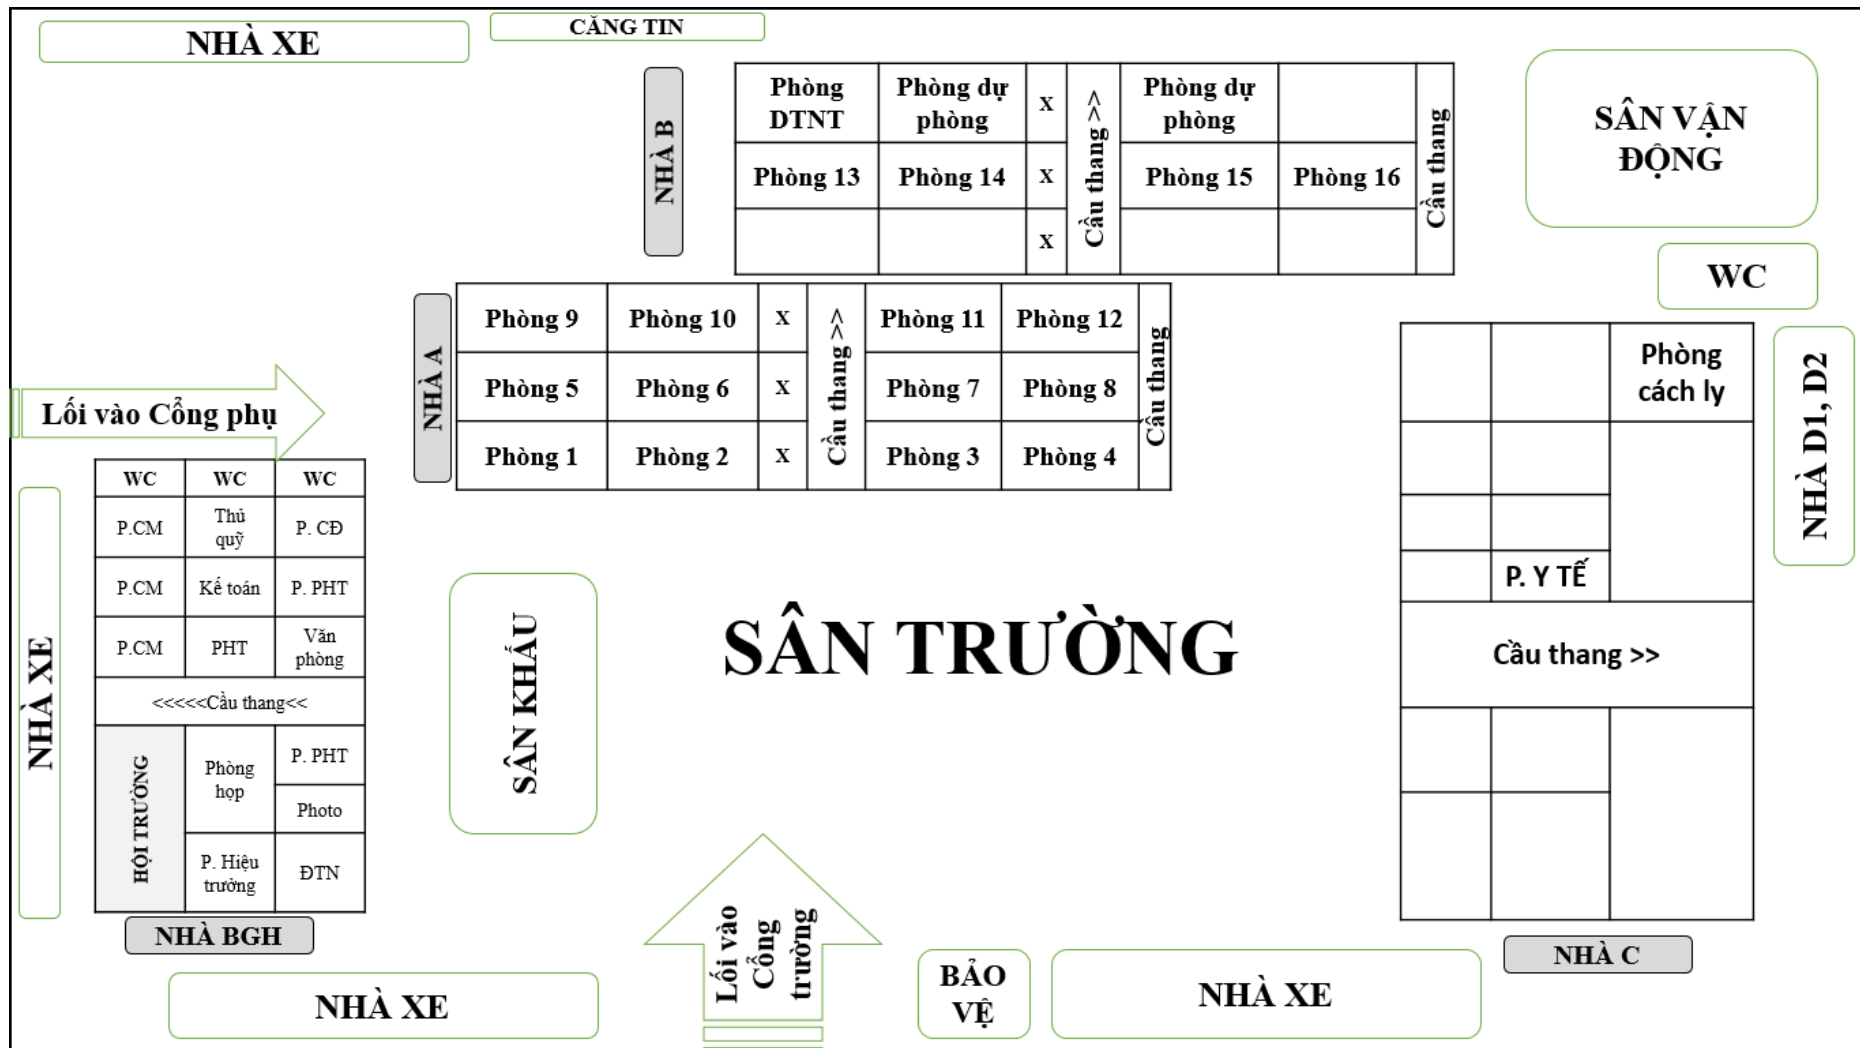 NHÀ XE
CĂNG TIN
NHÀ B
Phòng
DTNT
Phòng dự
phòng
X
Cầu thang >>
Phòng dự
phòng
Cầu thang
Phòng 13
Phòng 14
X
Phòng 15
Phòng 16
X
SÂN VẬN
ĐỘNG
WC
NHÀ A
Phòng 9
Phòng 10
X
Cầu thang >>
Phòng 11
Phòng 12
Cầu thang
Phòng 5
Phòng 6
X
Phòng 7
Phòng 8
Phòng 1
Phòng 2
X
Phòng 3
Phòng 4
Phòng
cách ly
NHÀ D1, D2
Lối vào Cổng phụ
WC
WC
WC
P.CM
Thủ
quỹ
P. CĐ
P.CM
Kế toán
P. PHT
P.CM
PHT
Văn
phòng
<<<<<Cầu thang<<
HỘI TRƯỜNG
Phòng
họp
P. PHT
Photo
P. Hiệu
trưởng
ĐTN
NHÀ XE
NHÀ BGH
SÂN KHẤU
SÂN TRƯỜNG
P. Y TẾ
Cầu thang >>
NHÀ C
NHÀ XE
Lối vào
Cổng
trường
BẢO
VỆ
NHÀ XE